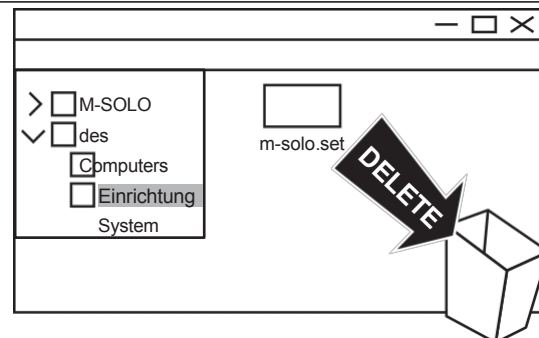 M-SOLO
des
Computers
Einrichtung
System
m-solo.set
DELETE